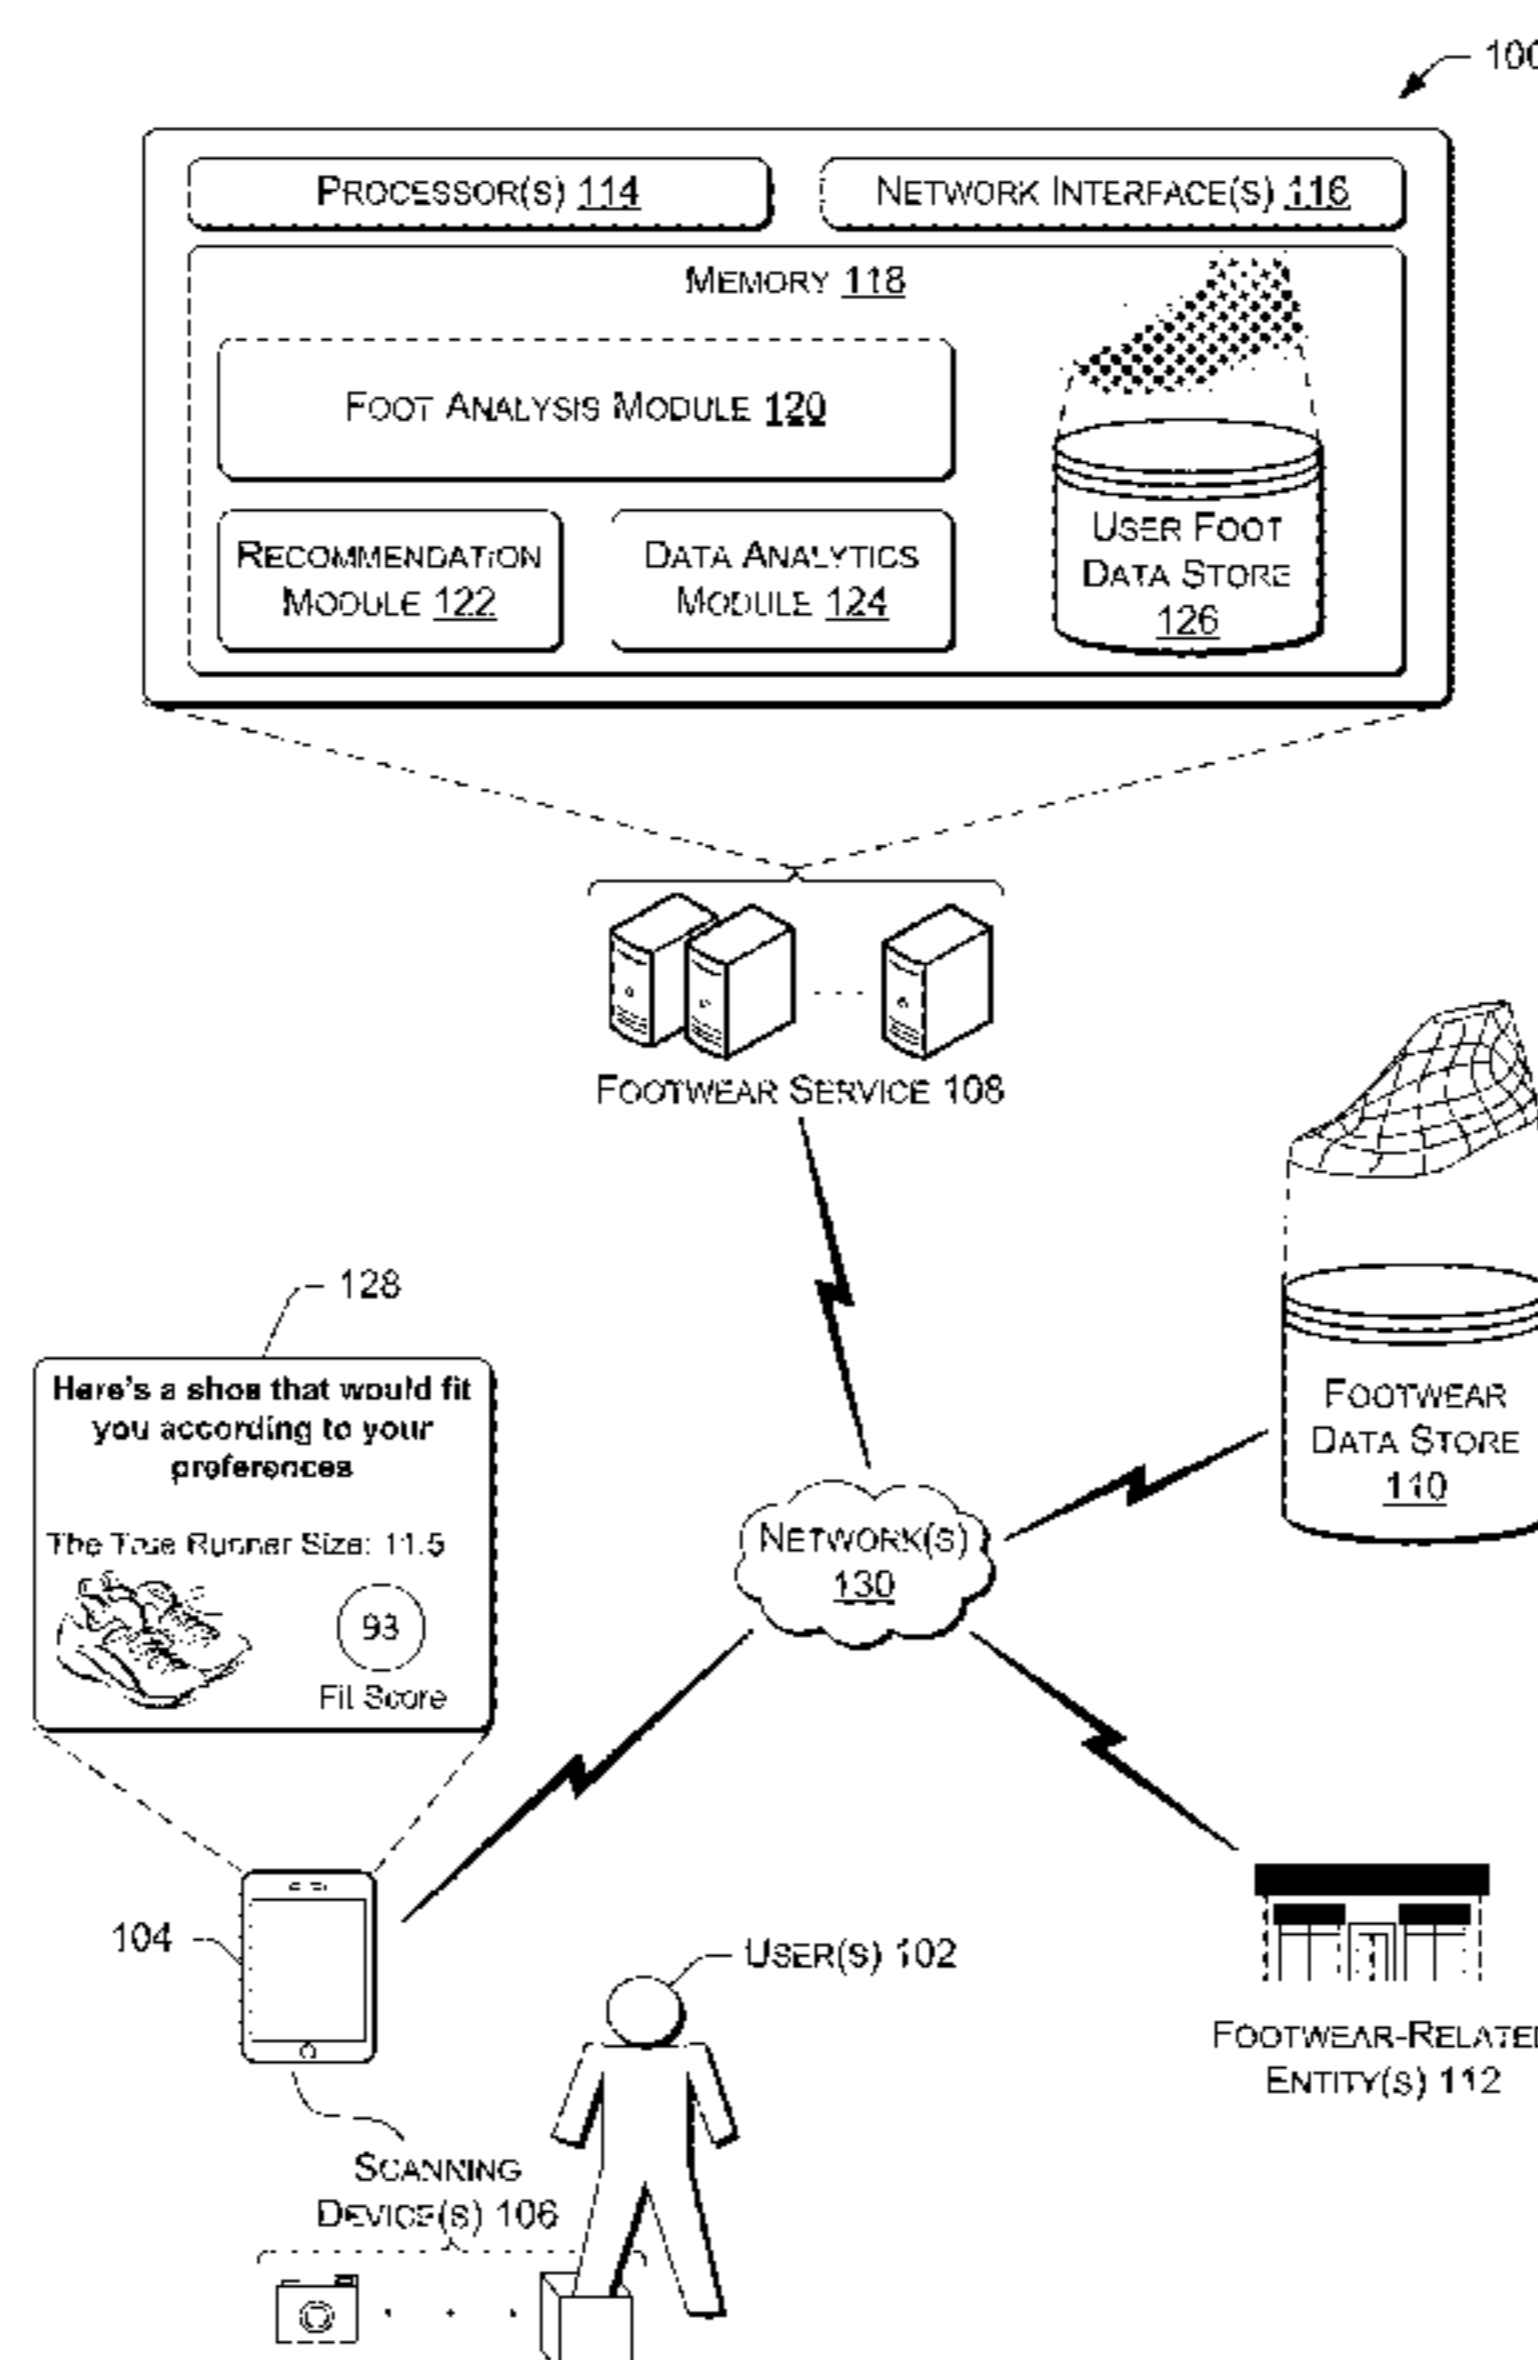 100
PROCESSOR(S) 114
NETWORK INTERFACE(S) 116
MEMORY 118
FOOT ANALYSIS MODULE 120
RECOMMENDATION
MODULE 122
DATA ANALYTICS
MODULE 124
USER FOOT
DATA STORE
126
FOOTWEAR SERVICE 108
128
Here's a shoe that would fit
you according to your
preferences
The True Runner Size: 11.5
93
Fit Score
FOOTWEAR
DATA STORE
110
NETWORK(S)
130
104
USER(S) 102
FOOTWEAR-RELATED
ENTITY(S) 112
SCANNING
DEVICE(S) 106